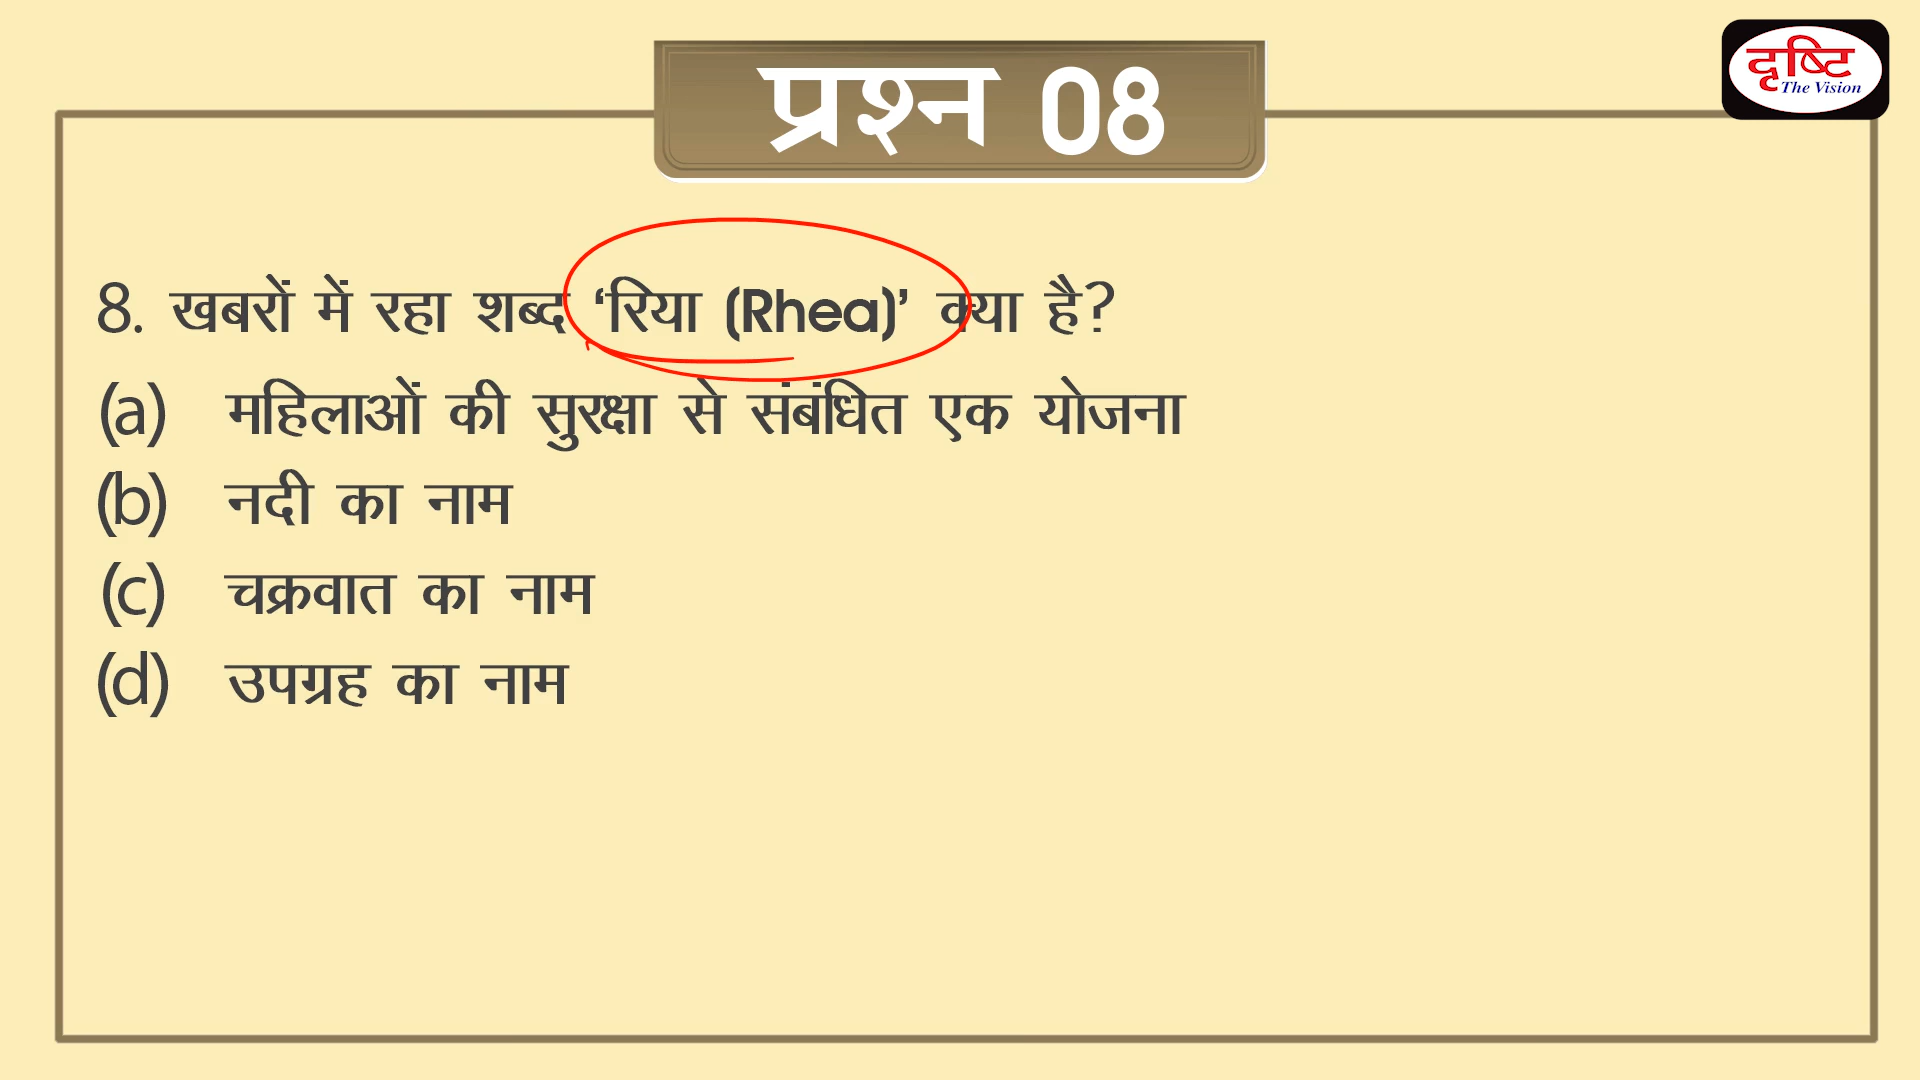 प्रश्न 08
दृष्टि
The Vision
8. खबरों में रहा शब्द ‘रिया (Rhea)’ क्या है?
(a) महिलाओं की सुरक्षा से संबंधित एक योजना
(b) नदी का नाम
(c) चक्रवात का नाम
(d) उपग्रह का नाम